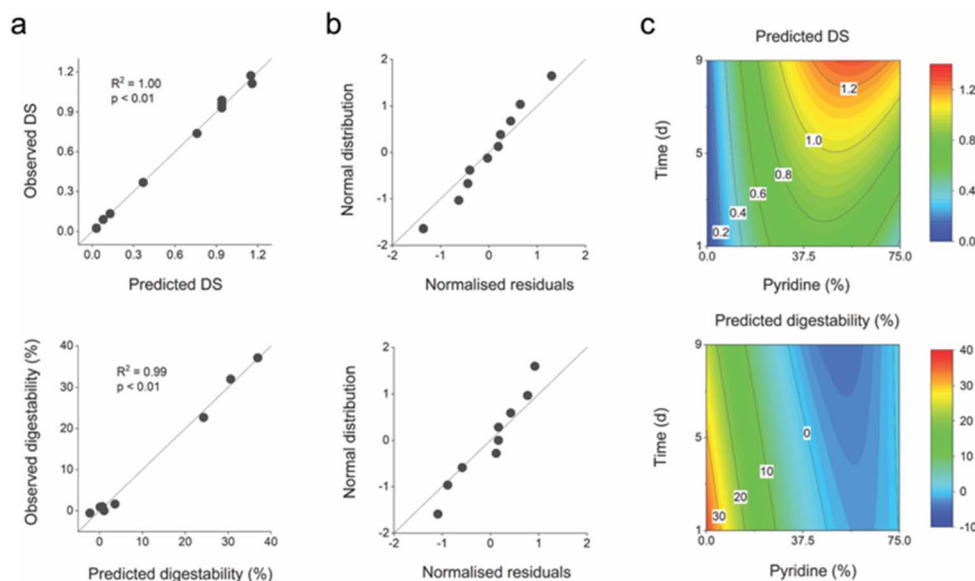 a
b
c
Observed DS
1.2
0.9
0.6
0.3
0.0
R² = 1.00
p < 0.01
0.0 0.3 0.6 0.9 1.2
Predicted DS
Normal distribution
2
1
0
-1
-2
-2 -1 0 1 2
Normalised residuals
Predicted DS
Time (d)
9
5
1
1.2
1.0
0.8
0.6
0.4
0.2
0.0 37.5 75.0
Pyridine (%)
1.2
0.8
0.4
0.0
Observed digestability (%)
40
30
20
10
0
R² = 0.99
p < 0.01
0 10 20 30 40
Predicted digestability (%)
Normal distribution
2
1
0
-1
-2
-2 -1 0 1 2
Normalised residuals
Predicted digestability (%)
Time (d)
9
5
1
0
10
20
30
0.0 37.5 75.0
Pyridine (%)
40
30
20
10
0
-10